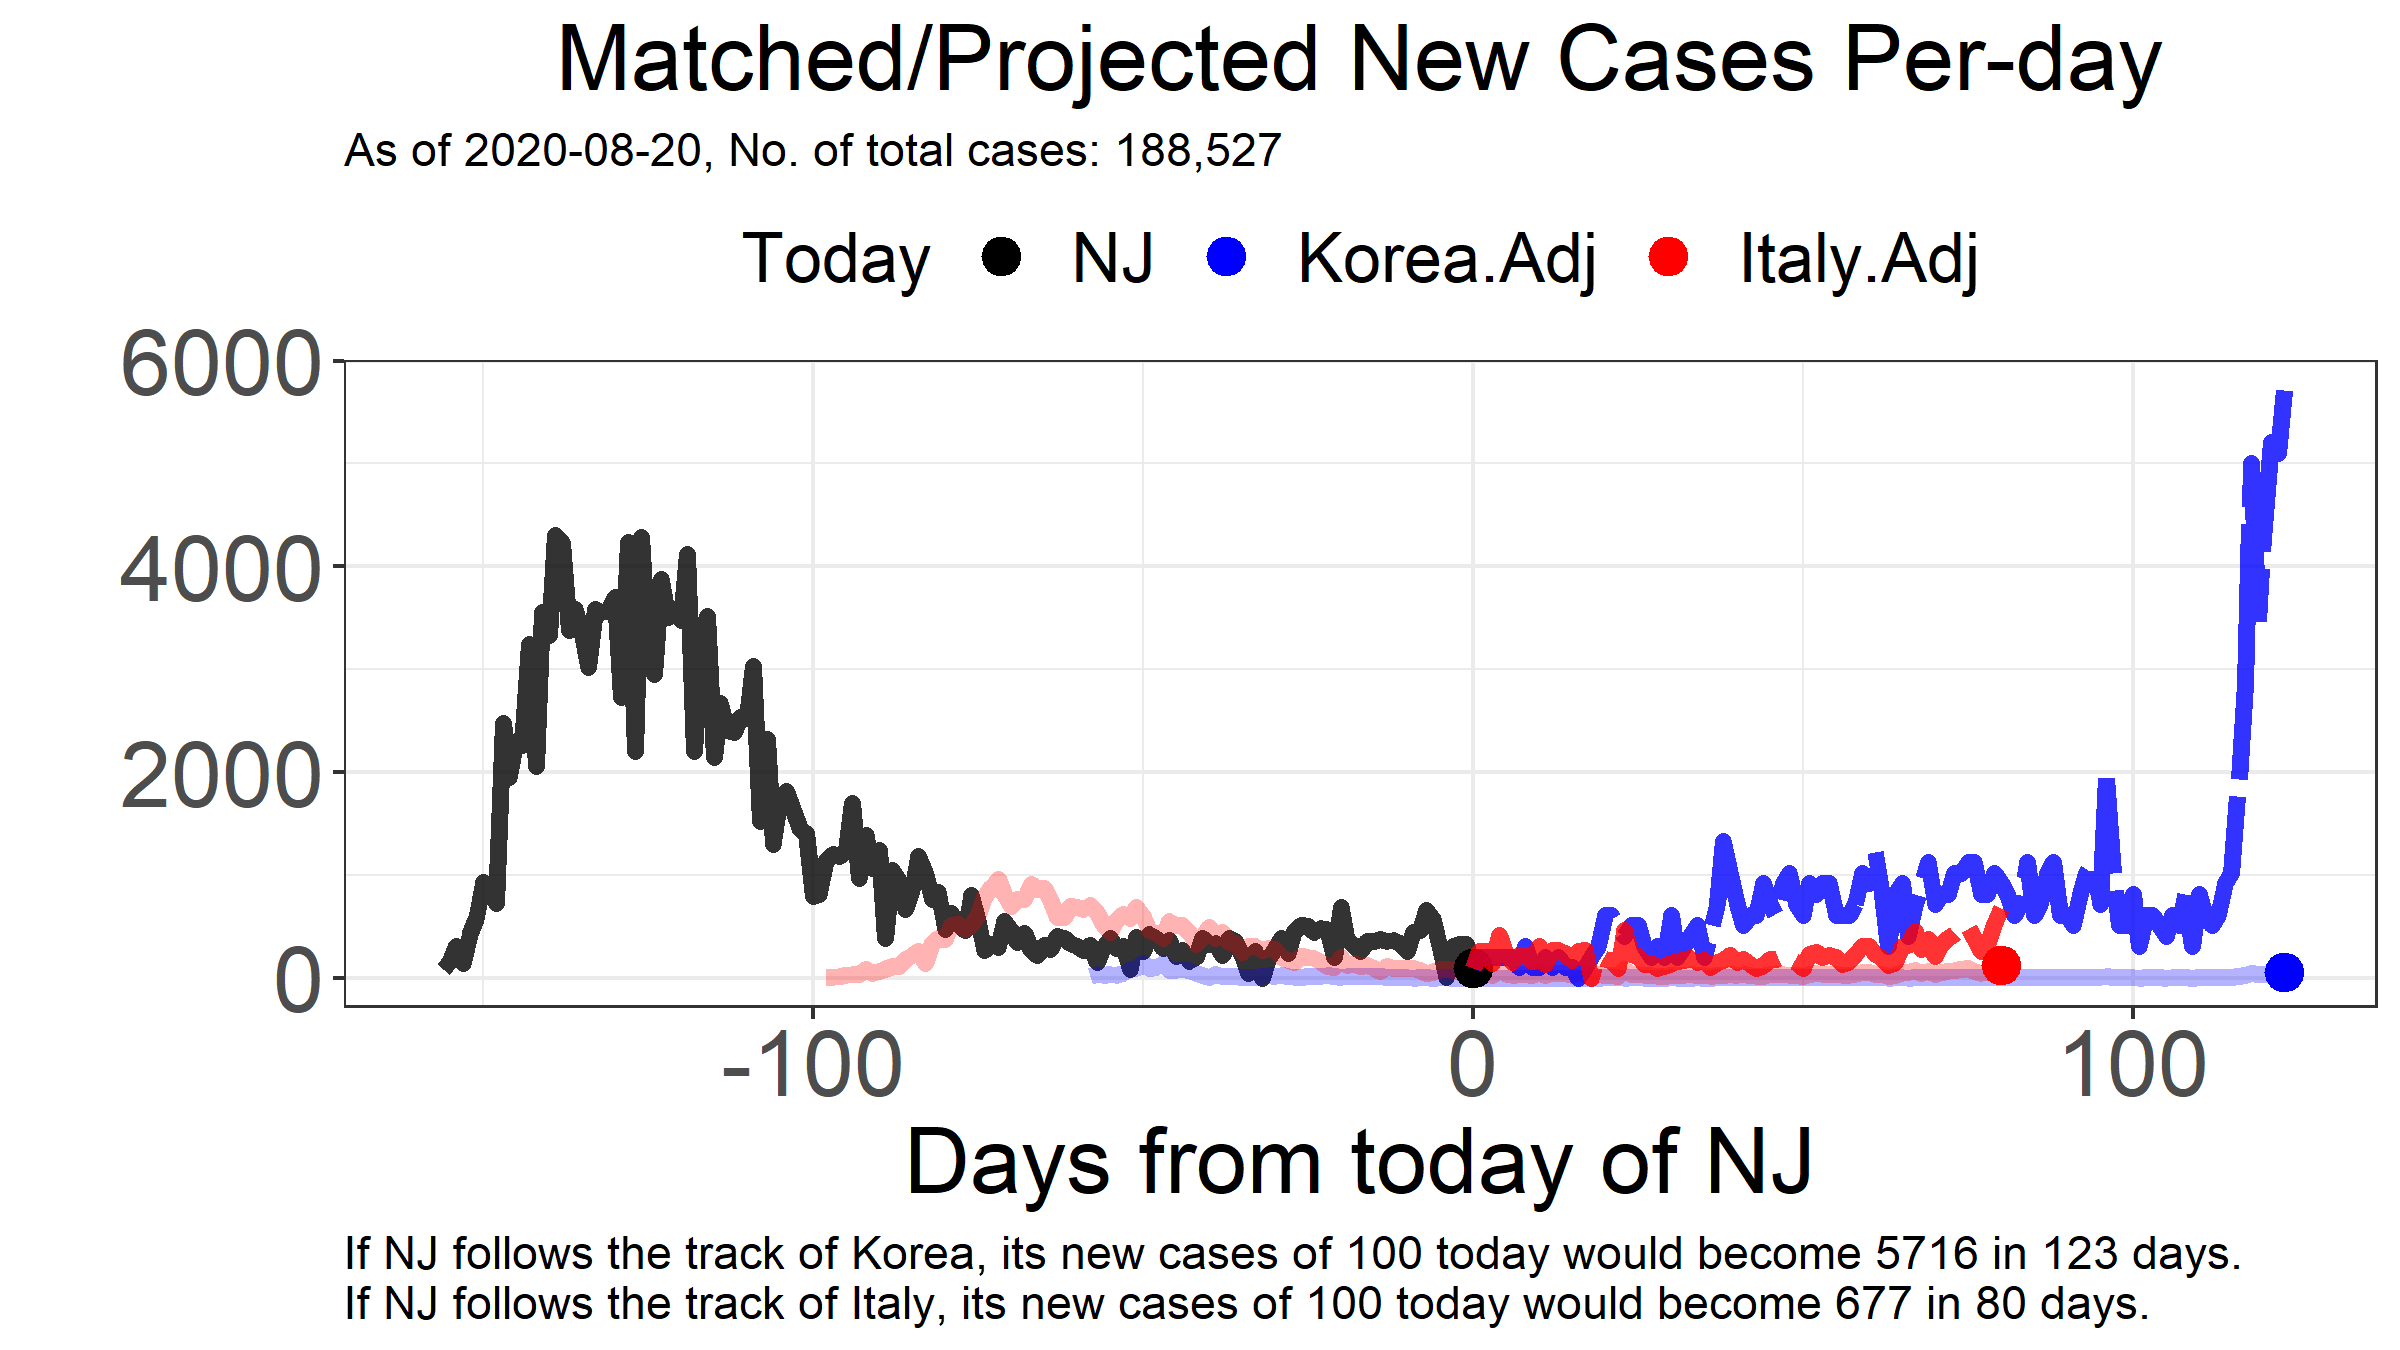 Matched/Projected New Cases Per-day
As of 2020-08-20, No. of total cases: 188,527
Today NJ Korea.Adj Italy.Adj
6000
4000
2000
0
-100 0 100
Days from today of NJ
If NJ follows the track of Korea, its new cases of 100 today would become 5716 in 123 days.
If NJ follows the track of Italy, its new cases of 100 today would become 677 in 80 days.